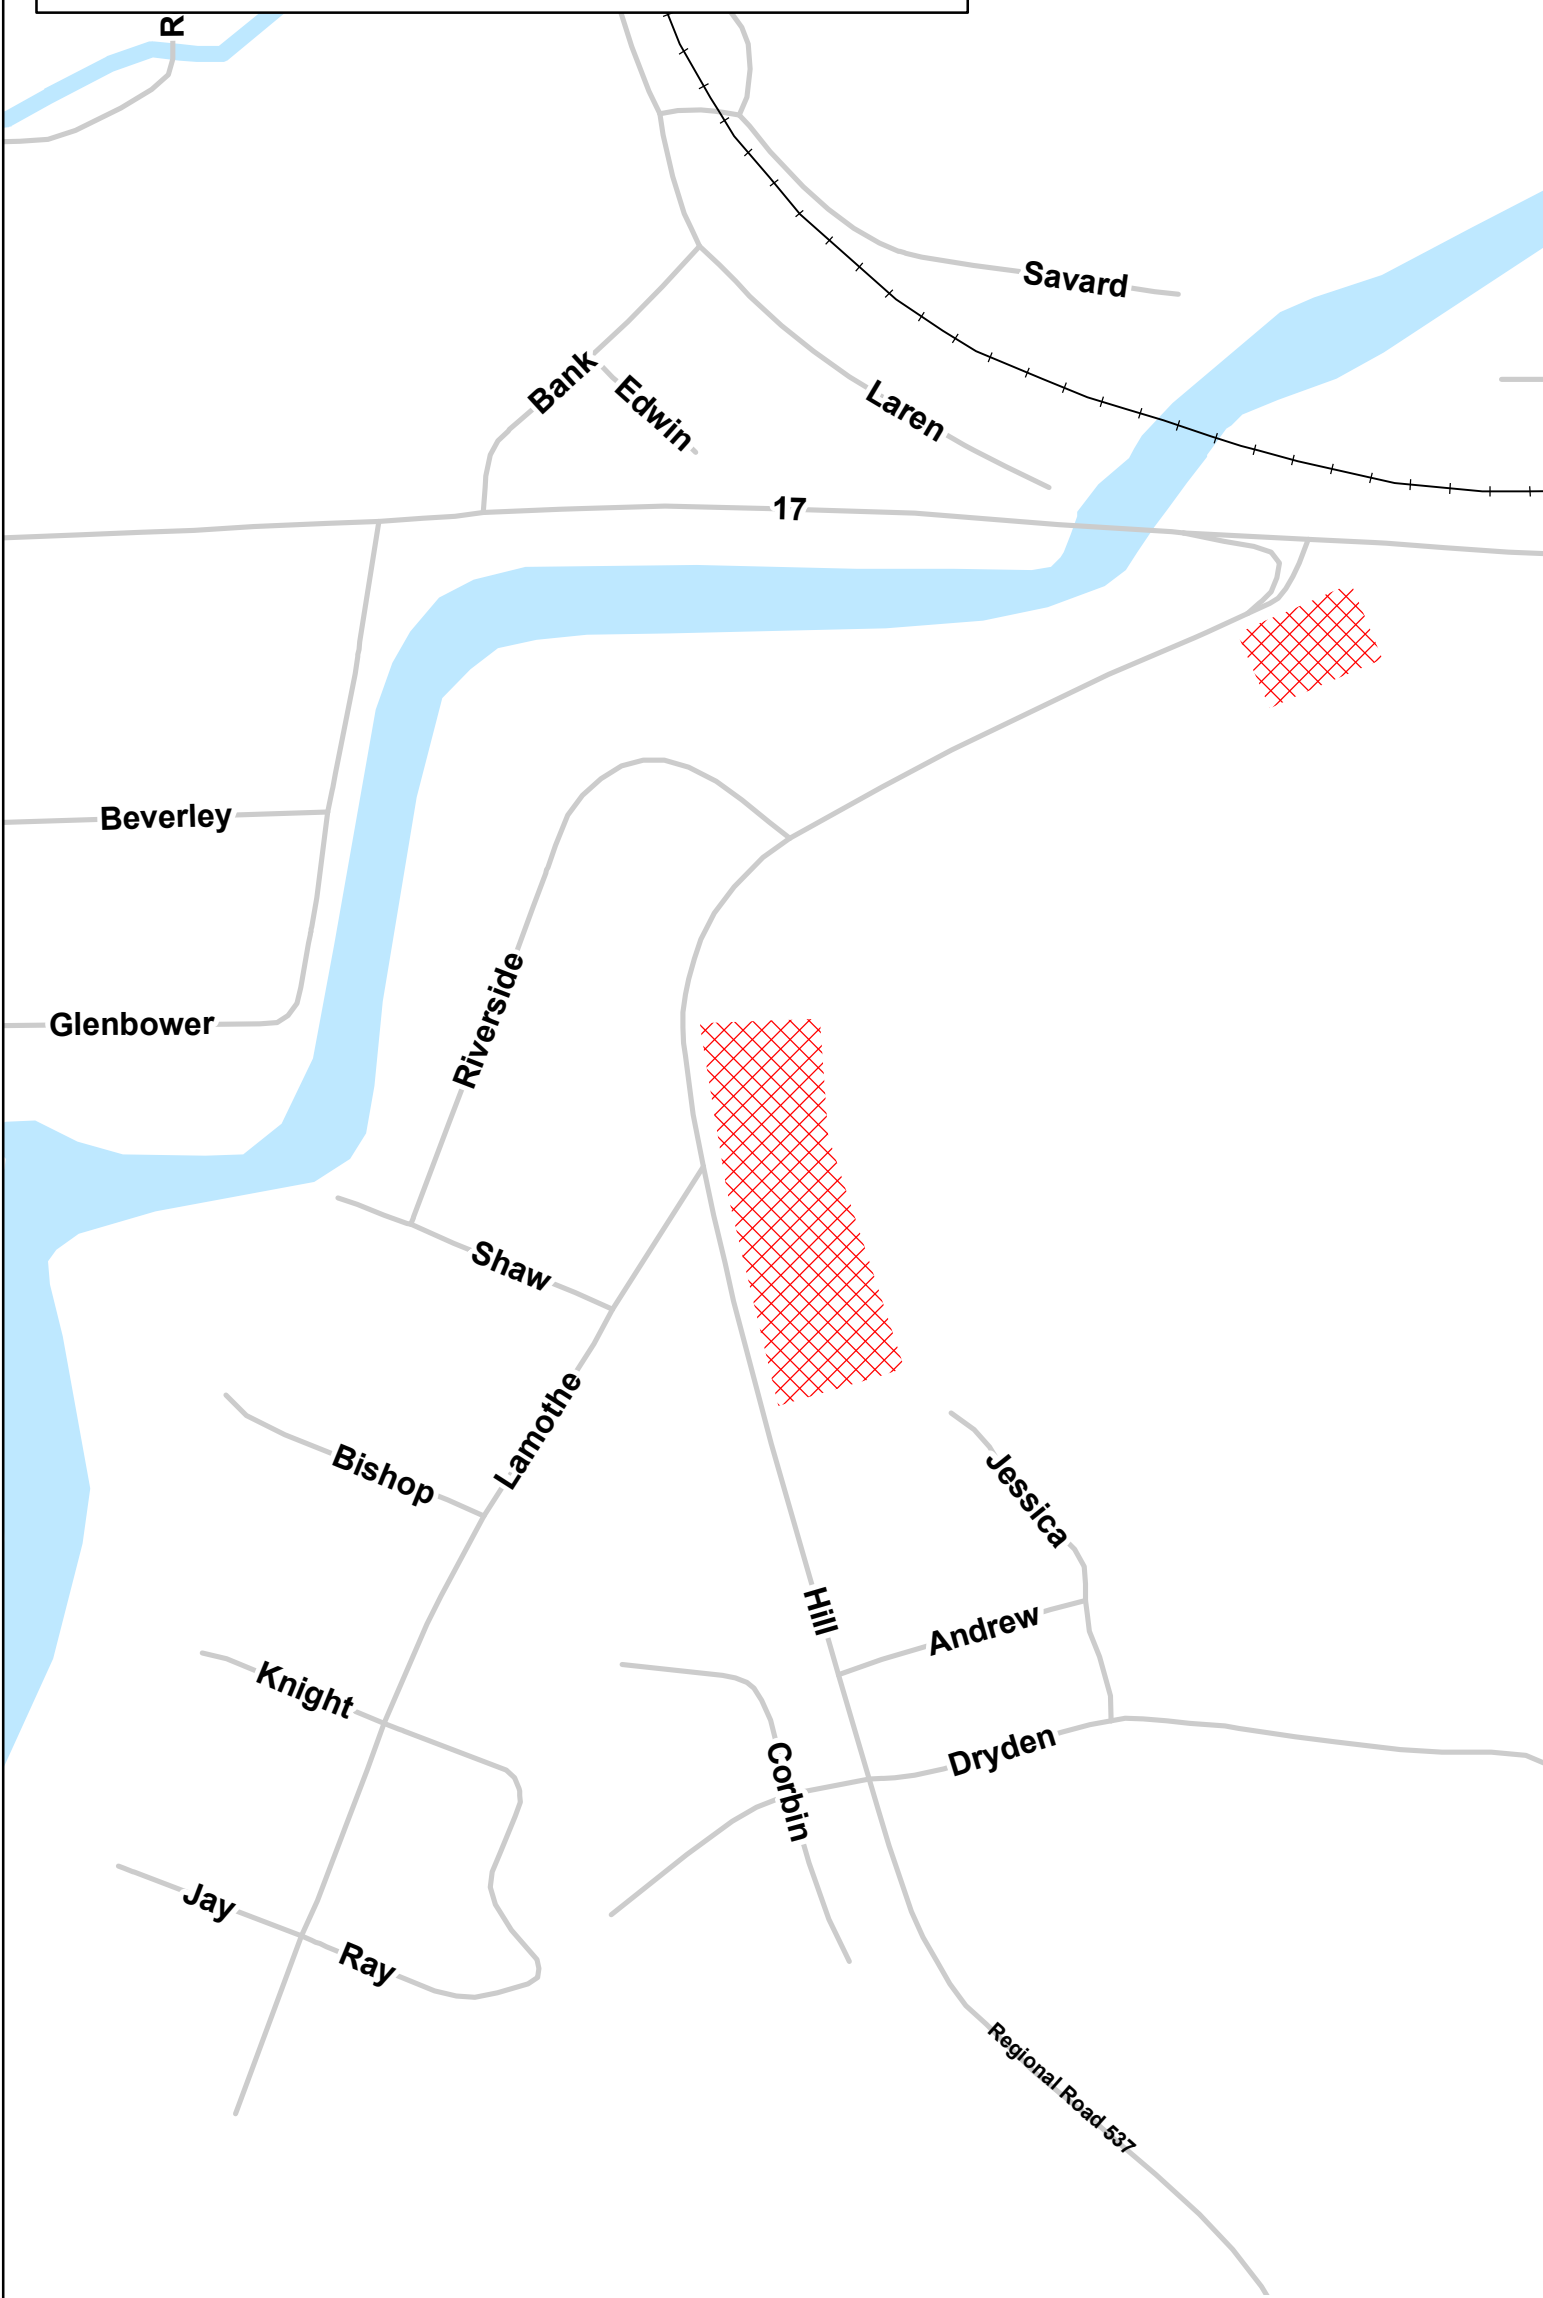 R
Savard
Bank
Edwin
Laren
17
Beverley
Riverside
Glenbower
Shaw
Lamothe
Bishop
Jessica
Hill
Andrew
Knight
Dryden
Corbin
Jay
Ray
Regional Road 537